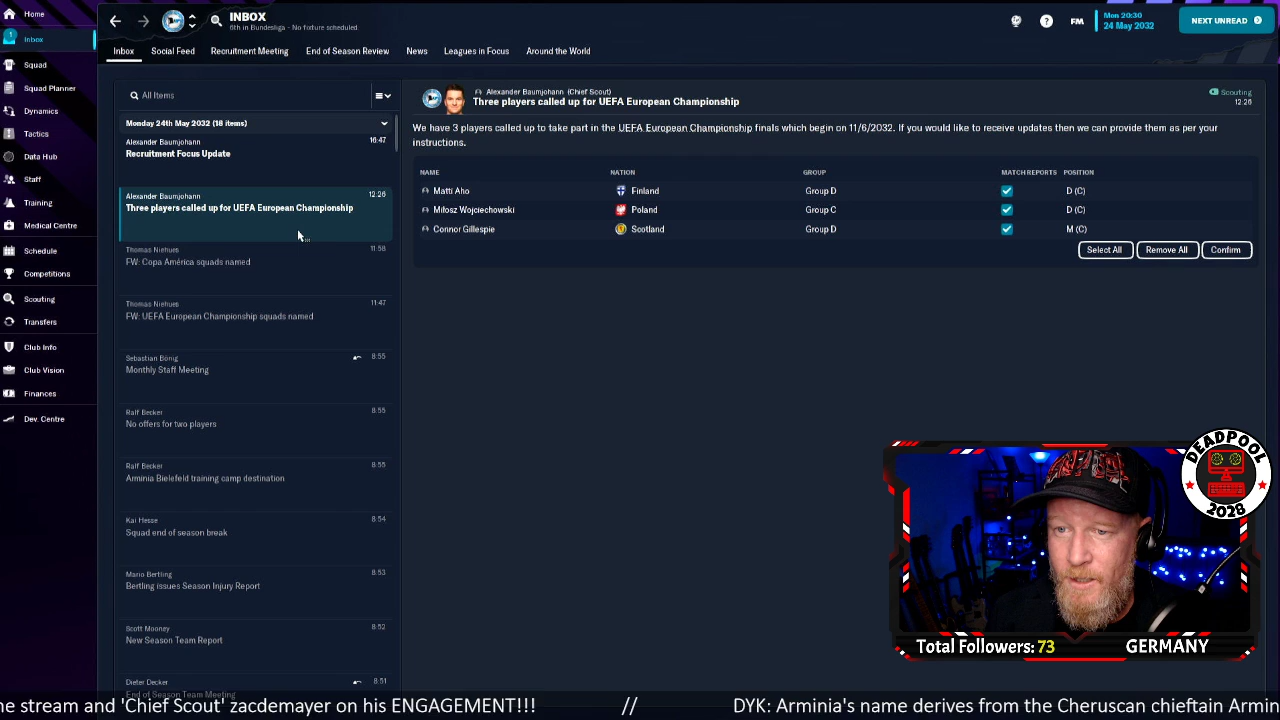 INBOX
6th in Bundesliga - No fixture scheduled.
FM
Mon 20:30
24 May 2032
NEXT UNREAD
Home
1
Inbox
Squad
Squad Planner
Dynamics
Tactics
Data Hub
Staff
Training
Medical Centre
Schedule
Competitions
Scouting
Transfers
Club Info
Club Vision
Finances
Dev. Centre
Inbox
Social Feed
Recruitment Meeting
End of Season Review
News
Leagues in Focus
Around the World
All Items
Monday 24th May 2032 (18 items)
Alexander Baumjohann 16:47
Recruitment Focus Update
Alexander Baumjohann 12:26
Three players called up for UEFA European Championship
Thomas Niehues 11:58
FW: Copa América squads named
Thomas Niehues 11:47
FW: UEFA European Championship squads named
Sebastian Bönig 8:55
Monthly Staff Meeting
Ralf Becker 8:55
No offers for two players
Ralf Becker 8:55
Arminia Bielefeld training camp destination
Kai Hesse 8:54
Squad end of season break
Mario Bertling 8:53
Bertling issues Season Injury Report
Scott Mooney 8:52
New Season Team Report
Dieter Decker 8:51
End of Season Team Meeting
Alexander Baumjohann (Chief Scout)
Three players called up for UEFA European Championship
Scouting
12:26
We have 3 players called up to take part in the UEFA European Championship finals which begin on 11/6/2032. If you would like to receive updates then we can provide them as per your
instructions.
NAME NATION GROUP MATCH REPORTS POSITION
Matti Aho Finland Group D D (C)
Miłosz Wojciechowski Poland Group C D (C)
Connor Gillespie Scotland Group D M (C)
Select All Remove All Confirm
DEADPOOL
2028
Total Followers: 73 GERMANY
ne stream and 'Chief Scout' zacdemayer on his ENGAGEMENT!!! // DYK: Arminia's name derives from the Cheruscan chieftain Armin